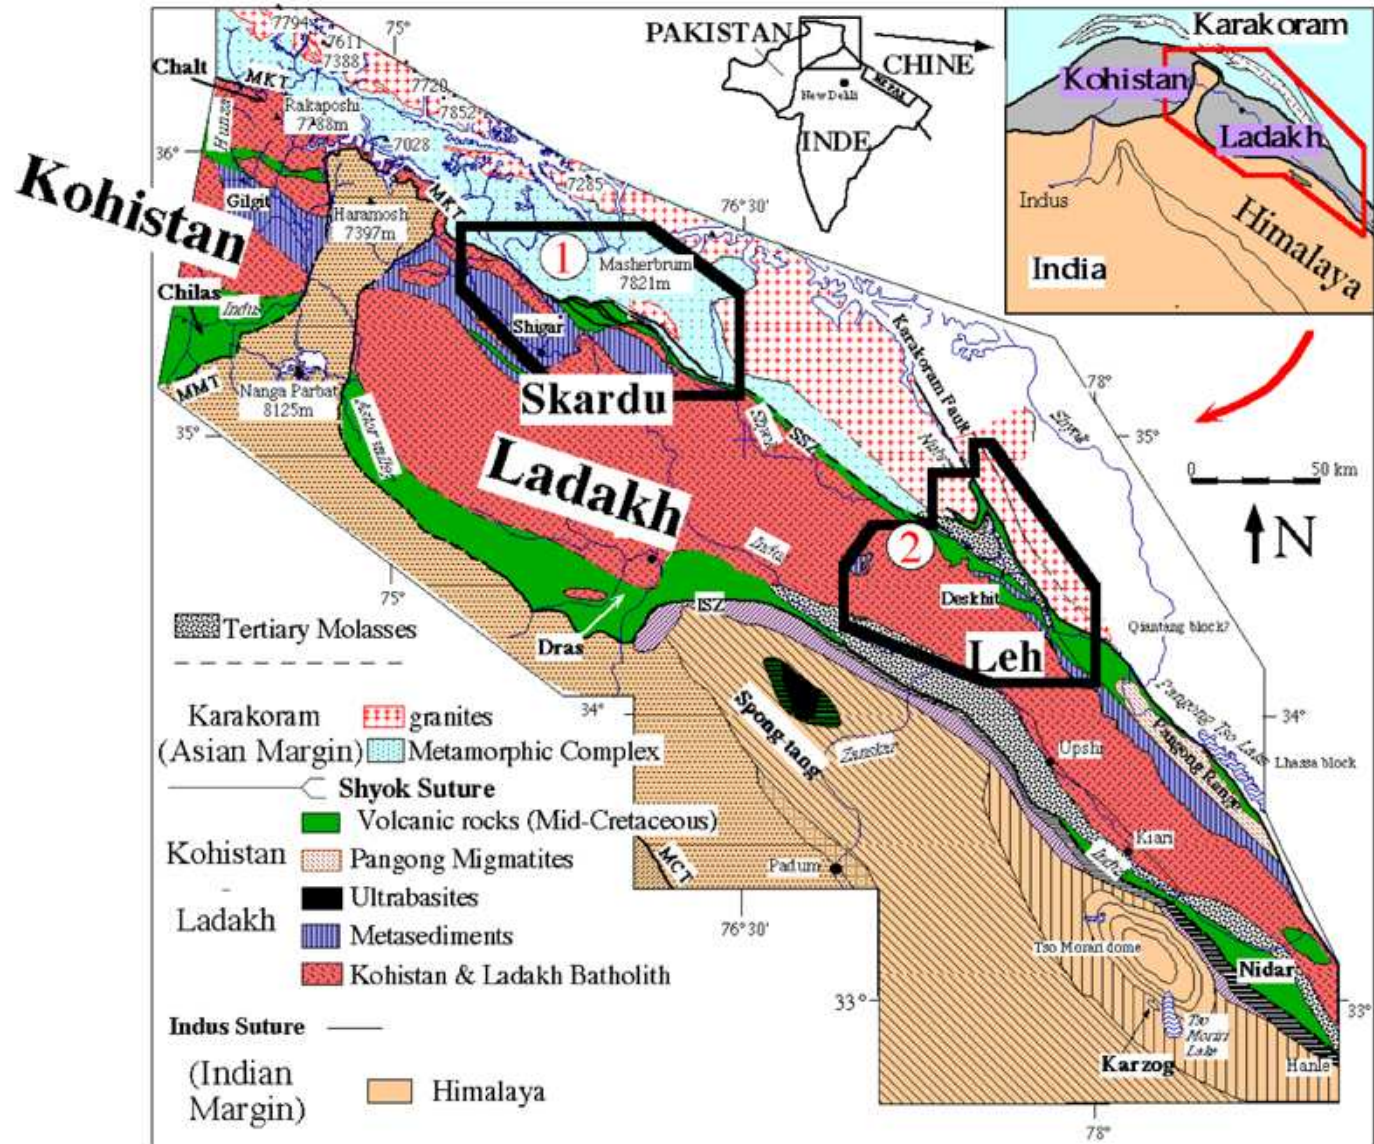 7794
7611
7388
75°
Chalt
MKT
Rakaposhi
7788m
7720
7852
7028
36°
Hunza
Kohistan
Gilgit
Haramosh
7397m
MKT
7285
76° 30'
1
Masherbrum
7821m
Chilas
Indus
Shigar
Skardu
MMT
Nanga Parbat
8125m
35°
Astor valley
Ladakh
Shyok
SSZ
Karakoram Fault
Shyok
78°
35°
0 50 km
N
PAKISTAN
CHINE
New Dehli
NEPAL
INDE
Karakoram
Kohistan
Ladakh
Indus
Himalaya
India
Indus
2
Deskhit
Leh
Qiantang block?
75°
ISZ
Dras
34°
Spongtang
Zanskar
Pangong Tso Lake
34°
Lhassa block
Pangong Range
Upshi
Kiari
Indus
Padum
MCT
76° 30'
Tso Morari dome
Nidar
33°
33°
Tso
Moriri
Lake
Karzog
Hanle
78°
Tertiary Molasses
Karakoram
(Asian Margin)
granites
Metamorphic Complex
Shyok Suture
Volcanic rocks (Mid-Cretaceous)
Kohistan
-
Ladakh
Pangong Migmatites
Ultrabasites
Metasediments
Kohistan & Ladakh Batholith
Indus Suture
(Indian
Margin)
Himalaya